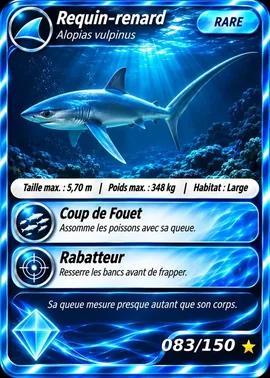 Requin-renard
RARE
Alopias vulpinus
Taille max. : 5,70 m | Poids max. : 348 kg | Habitat : Large
Coup de Fouet
Assomme les poissons avec sa queue.
Rabatteur
Resserre les bancs avant de frapper.
Sa queue mesure presque autant que son corps.
083/150